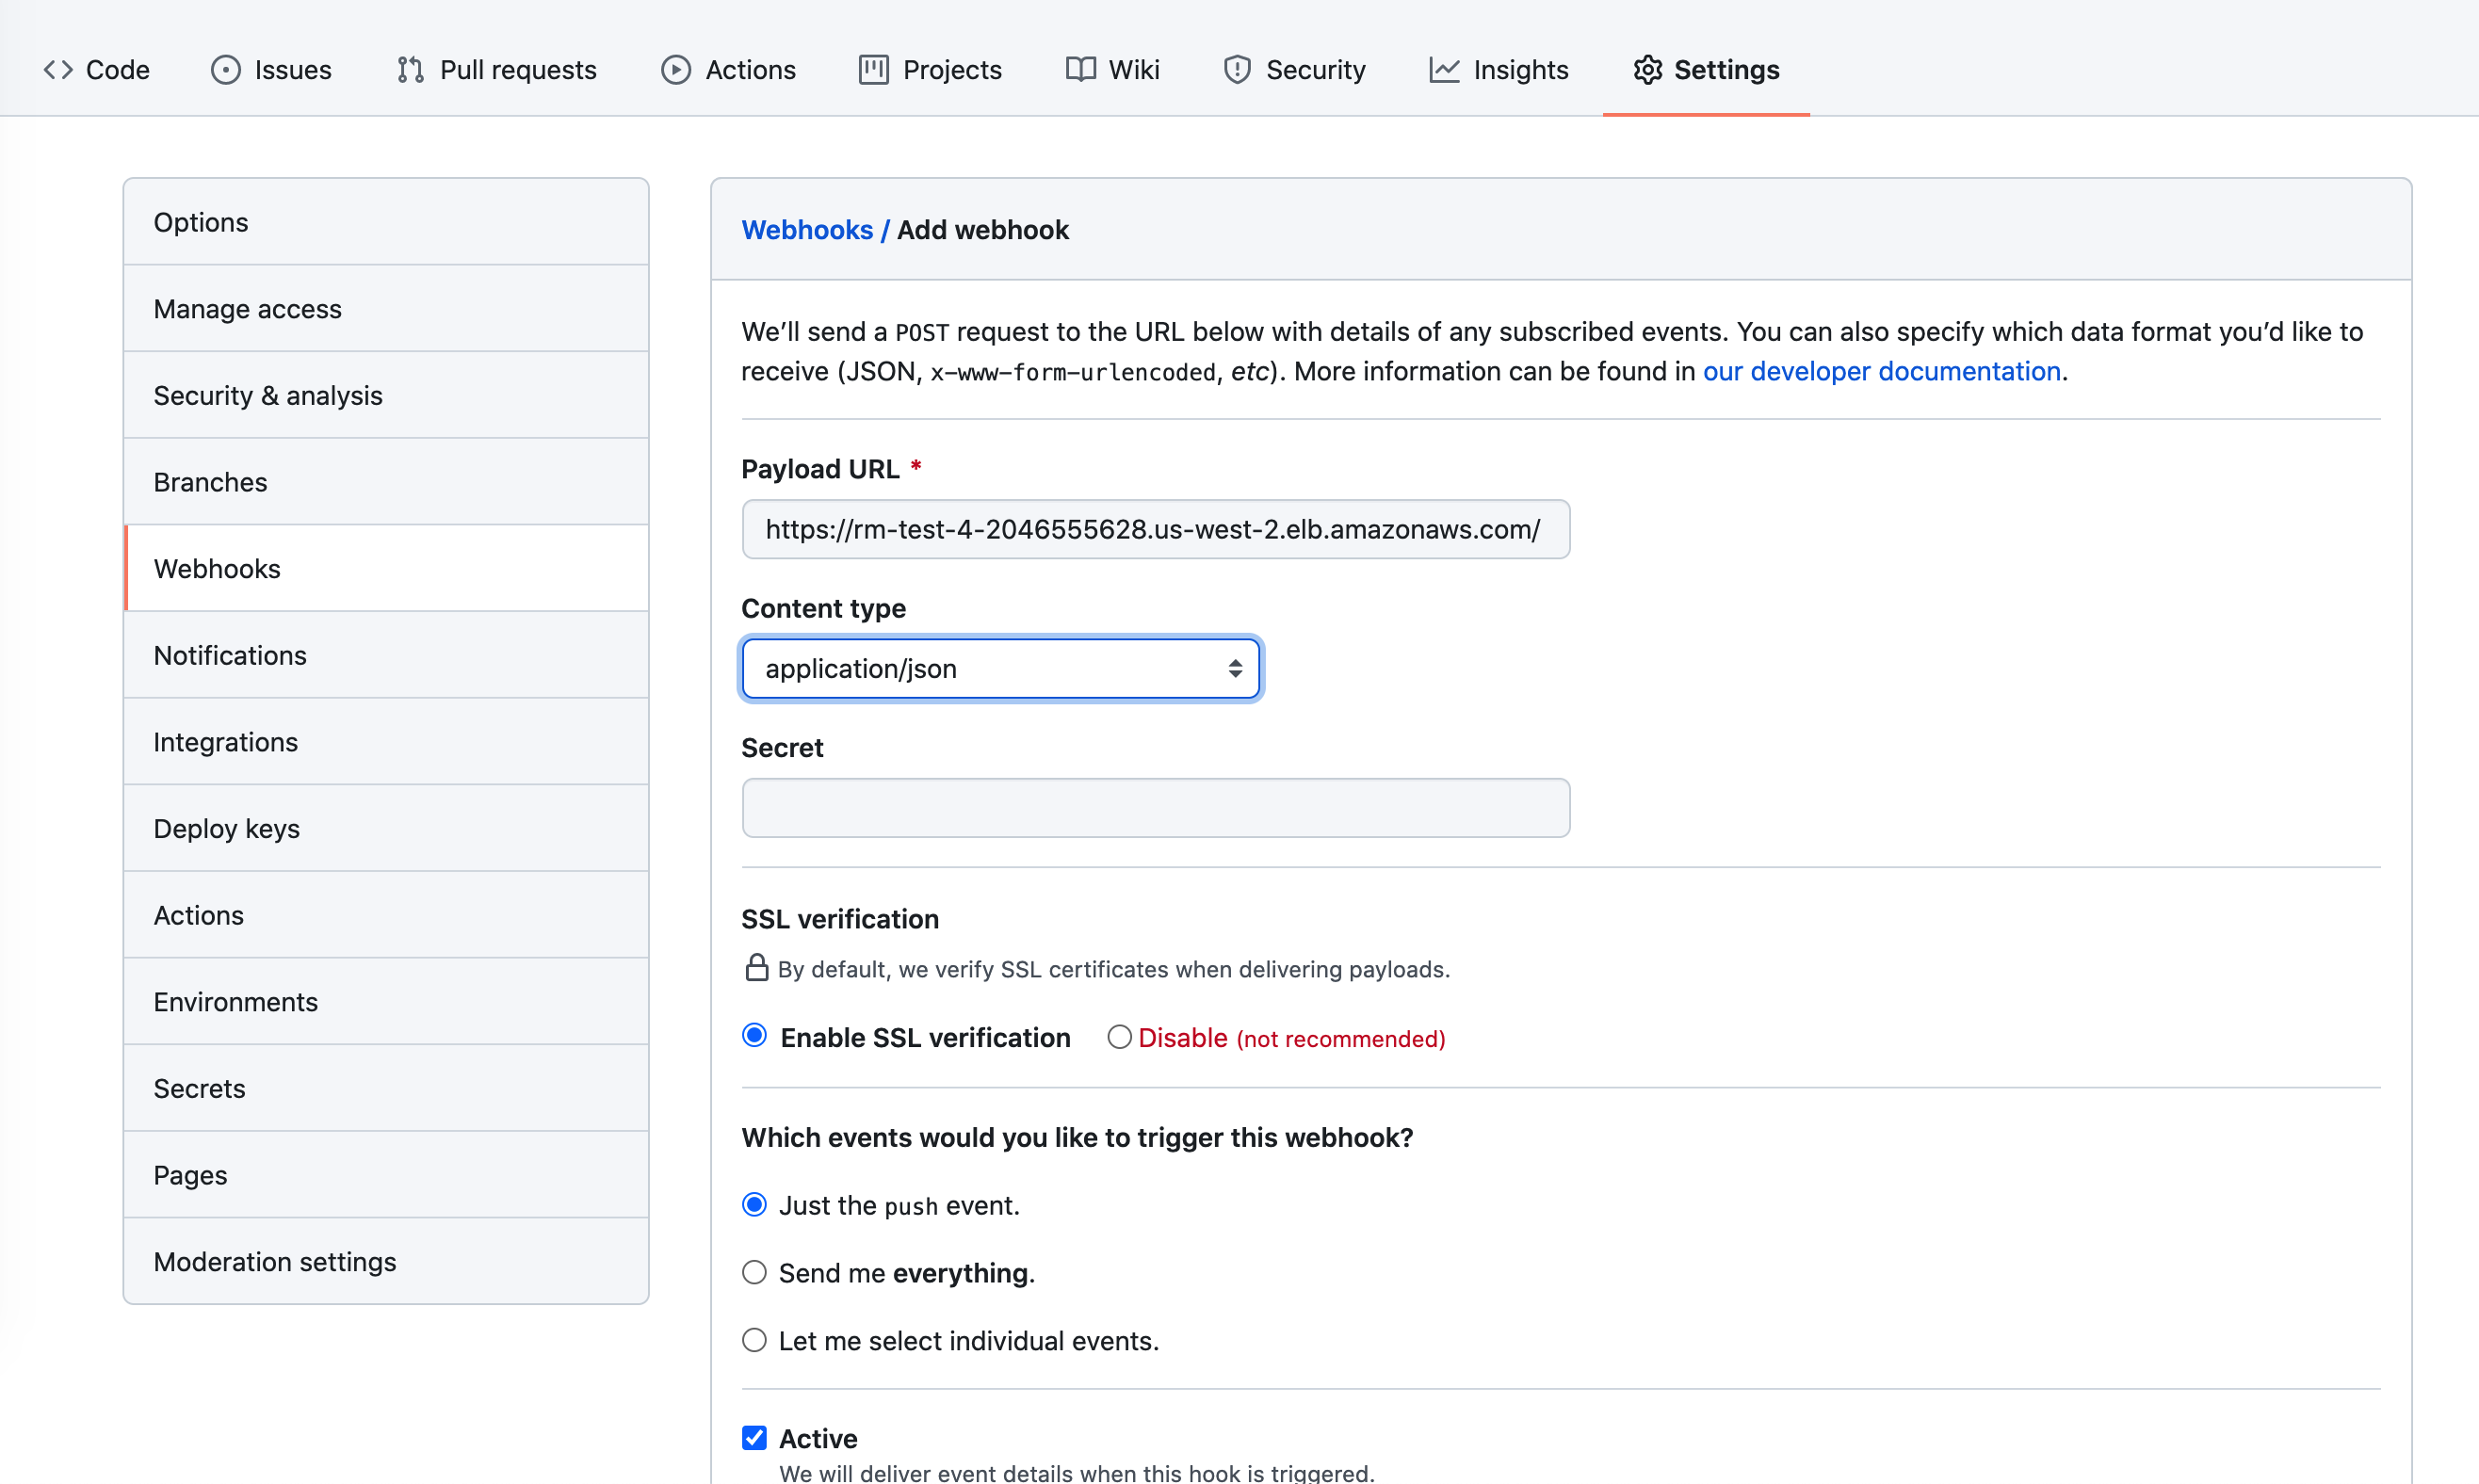 Code Issues Pull requests Actions Projects Wiki Security Insights Settings
Options
Manage access
Security & analysis
Branches
Webhooks
Notifications
Integrations
Deploy keys
Actions
Environments
Secrets
Pages
Moderation settings
Webhooks / Add webhook
We’ll send a POST request to the URL below with details of any subscribed events. You can also specify which data format you’d like to
receive (JSON, x-www-form-urlencoded, etc). More information can be found in our developer documentation.
Payload URL *
https://rm-test-4-2046555628.us-west-2.elb.amazonaws.com/
Content type
application/json
Secret
SSL verification
By default, we verify SSL certificates when delivering payloads.
Enable SSL verification Disable (not recommended)
Which events would you like to trigger this webhook?
Just the push event.
Send me everything.
Let me select individual events.
Active
We will deliver event details when this hook is triggered.